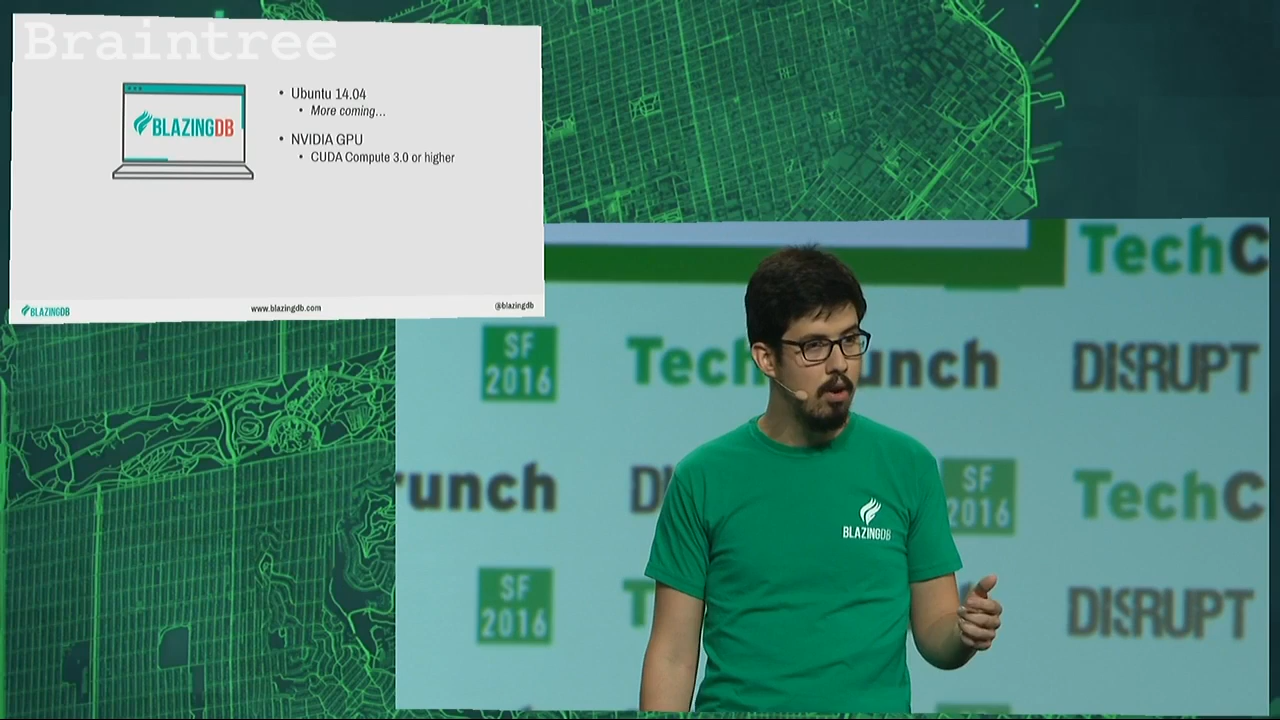 Braintree
BLAZINGDB
• Ubuntu 14.04
• More coming...
• NVIDIA GPU
• CUDA Compute 3.0 or higher
BLAZINGDB
www.blazingdb.com
@blazingdb
TechC
SF
2016
TechCrunch
DISRUPT
runch
DI
SF
2016
TechC
BLAZINGDB
SF
2016
T
DISRUPT